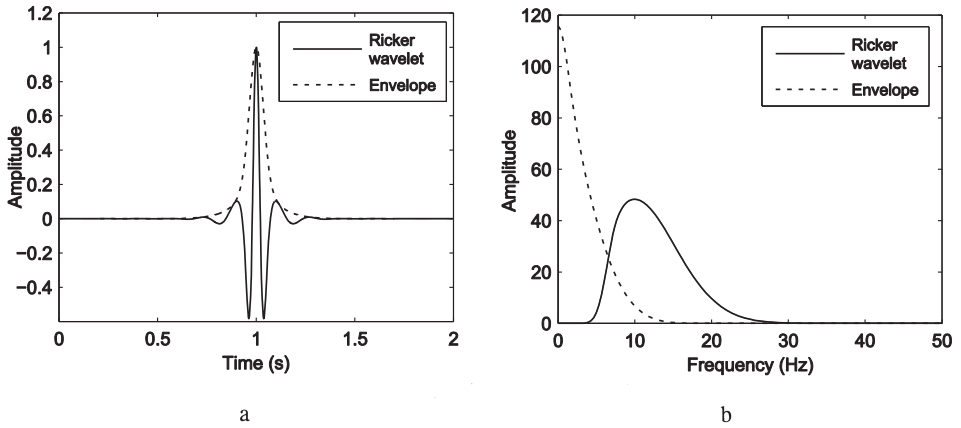 1.2
1
0.8
0.6
0.4
0.2
0
−0.2
−0.4
0
0.5
1
1.5
2
Amplitude
Time (s)
Ricker
wavelet
Envelope
a
120
100
80
60
40
20
0
0
10
20
30
40
50
Amplitude
Frequency (Hz)
Ricker
wavelet
Envelope
b